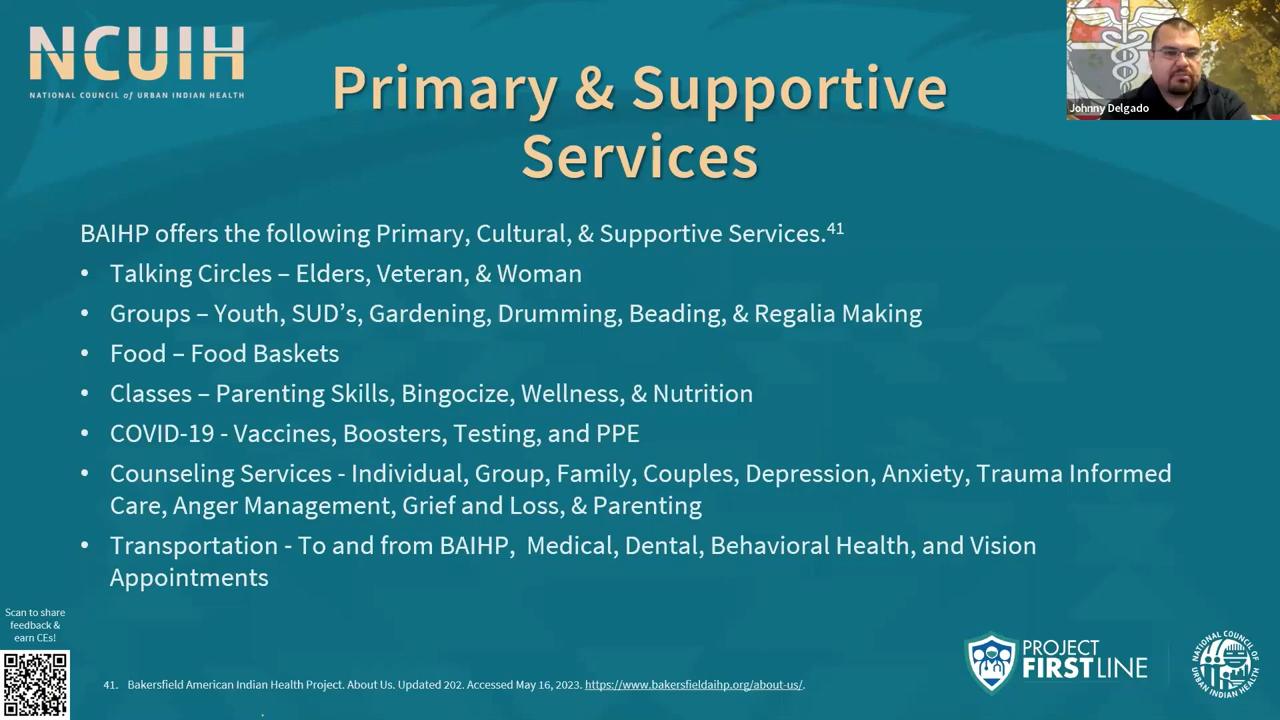 NCUIH
NATIONAL COUNCIL of URBAN INDIAN HEALTH
Primary & Supportive
Services
Johnny Delgado
BAIHP offers the following Primary, Cultural, & Supportive Services.41
• Talking Circles – Elders, Veteran, & Woman
• Groups – Youth, SUD’s, Gardening, Drumming, Beading, & Regalia Making
• Food – Food Baskets
• Classes – Parenting Skills, Bingocize, Wellness, & Nutrition
• COVID-19 - Vaccines, Boosters, Testing, and PPE
• Counseling Services - Individual, Group, Family, Couples, Depression, Anxiety, Trauma Informed
Care, Anger Management, Grief and Loss, & Parenting
• Transportation - To and from BAIHP, Medical, Dental, Behavioral Health, and Vision
Appointments
Scan to share
feedback &
earn CEs!
41. Bakersfield American Indian Health Project. About Us. Updated 202. Accessed May 16, 2023. https://www.bakersfieldaihp.org/about-us/.
PROJECT
FIRSTLINE
NATIONAL COUNCIL OF
URBAN INDIAN HEALTH